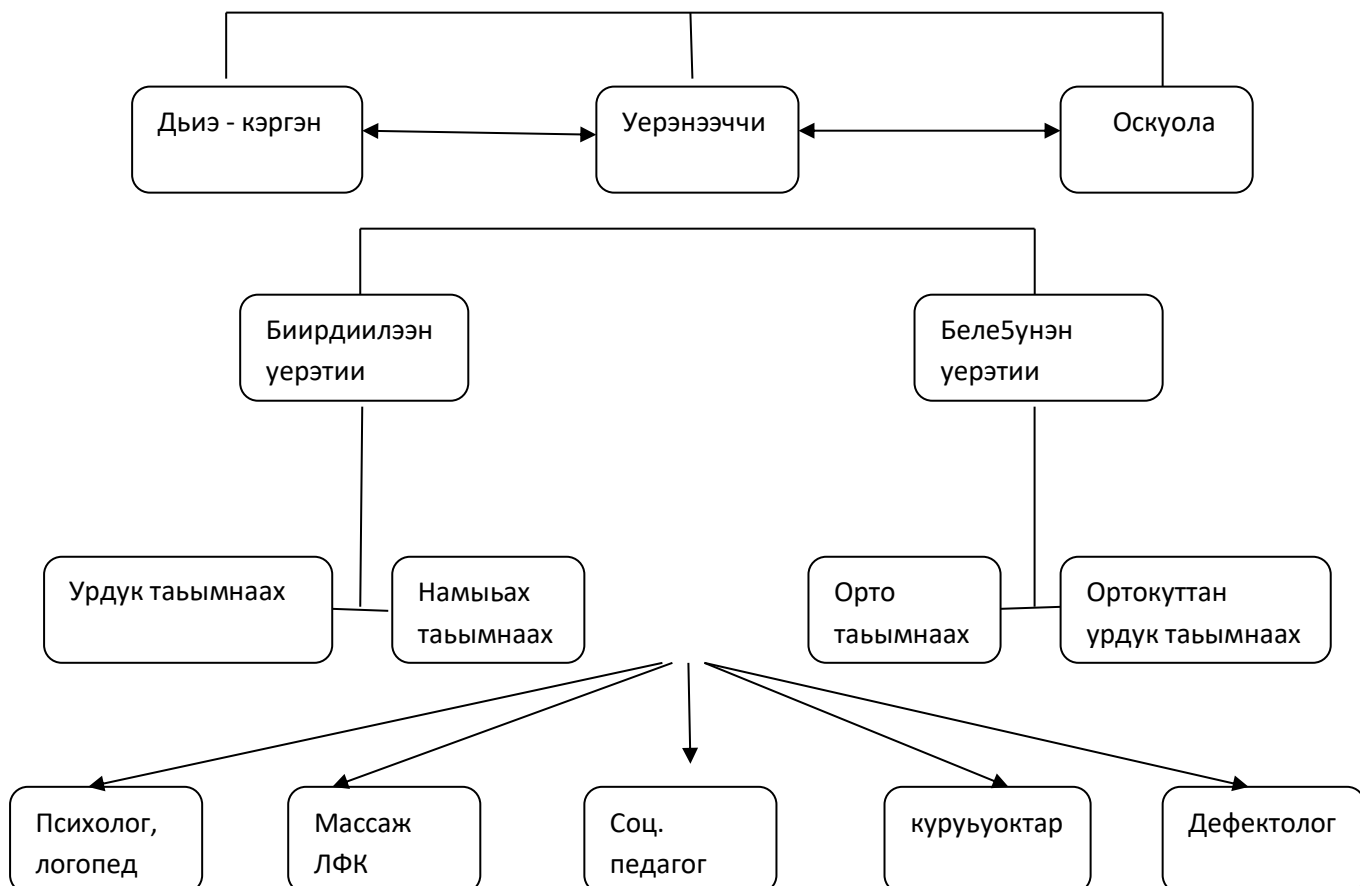 Дьиэ - кэргэн
Уерэнээччи
Оскуола
Биирдиилээн
уерэтии
Беле5унэн
уерэтии
Урдук таьымнаах
Намыьах
таьымнаах
Орто
таьымнаах
Ортокуттан
урдук таьымнаах
Психолог,
логопед
Массаж
ЛФК
Соц.
педагог
куруьуоктар
Дефектолог